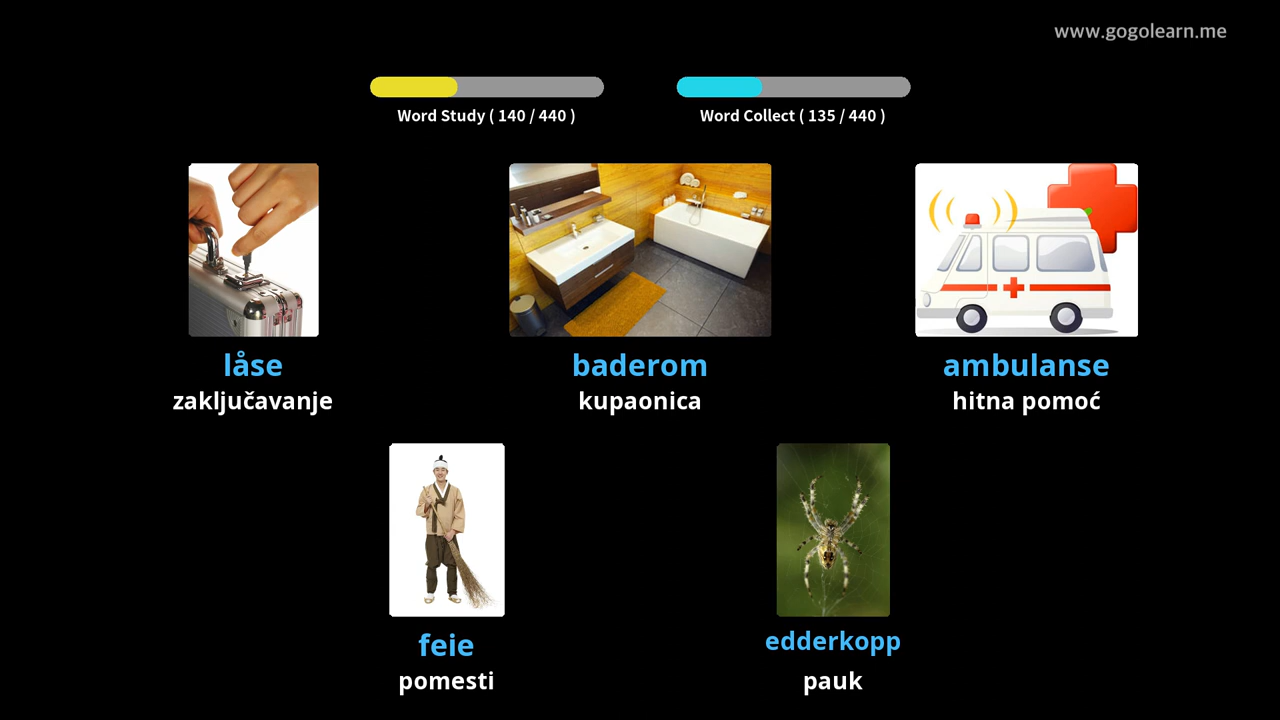 www.gogolearn.me
Word Study ( 140 / 440 )
Word Collect ( 135 / 440 )
låse
zaključavanje
baderom
kupaonica
ambulanse
hitna pomoć
feie
pomesti
edderkopp
pauk